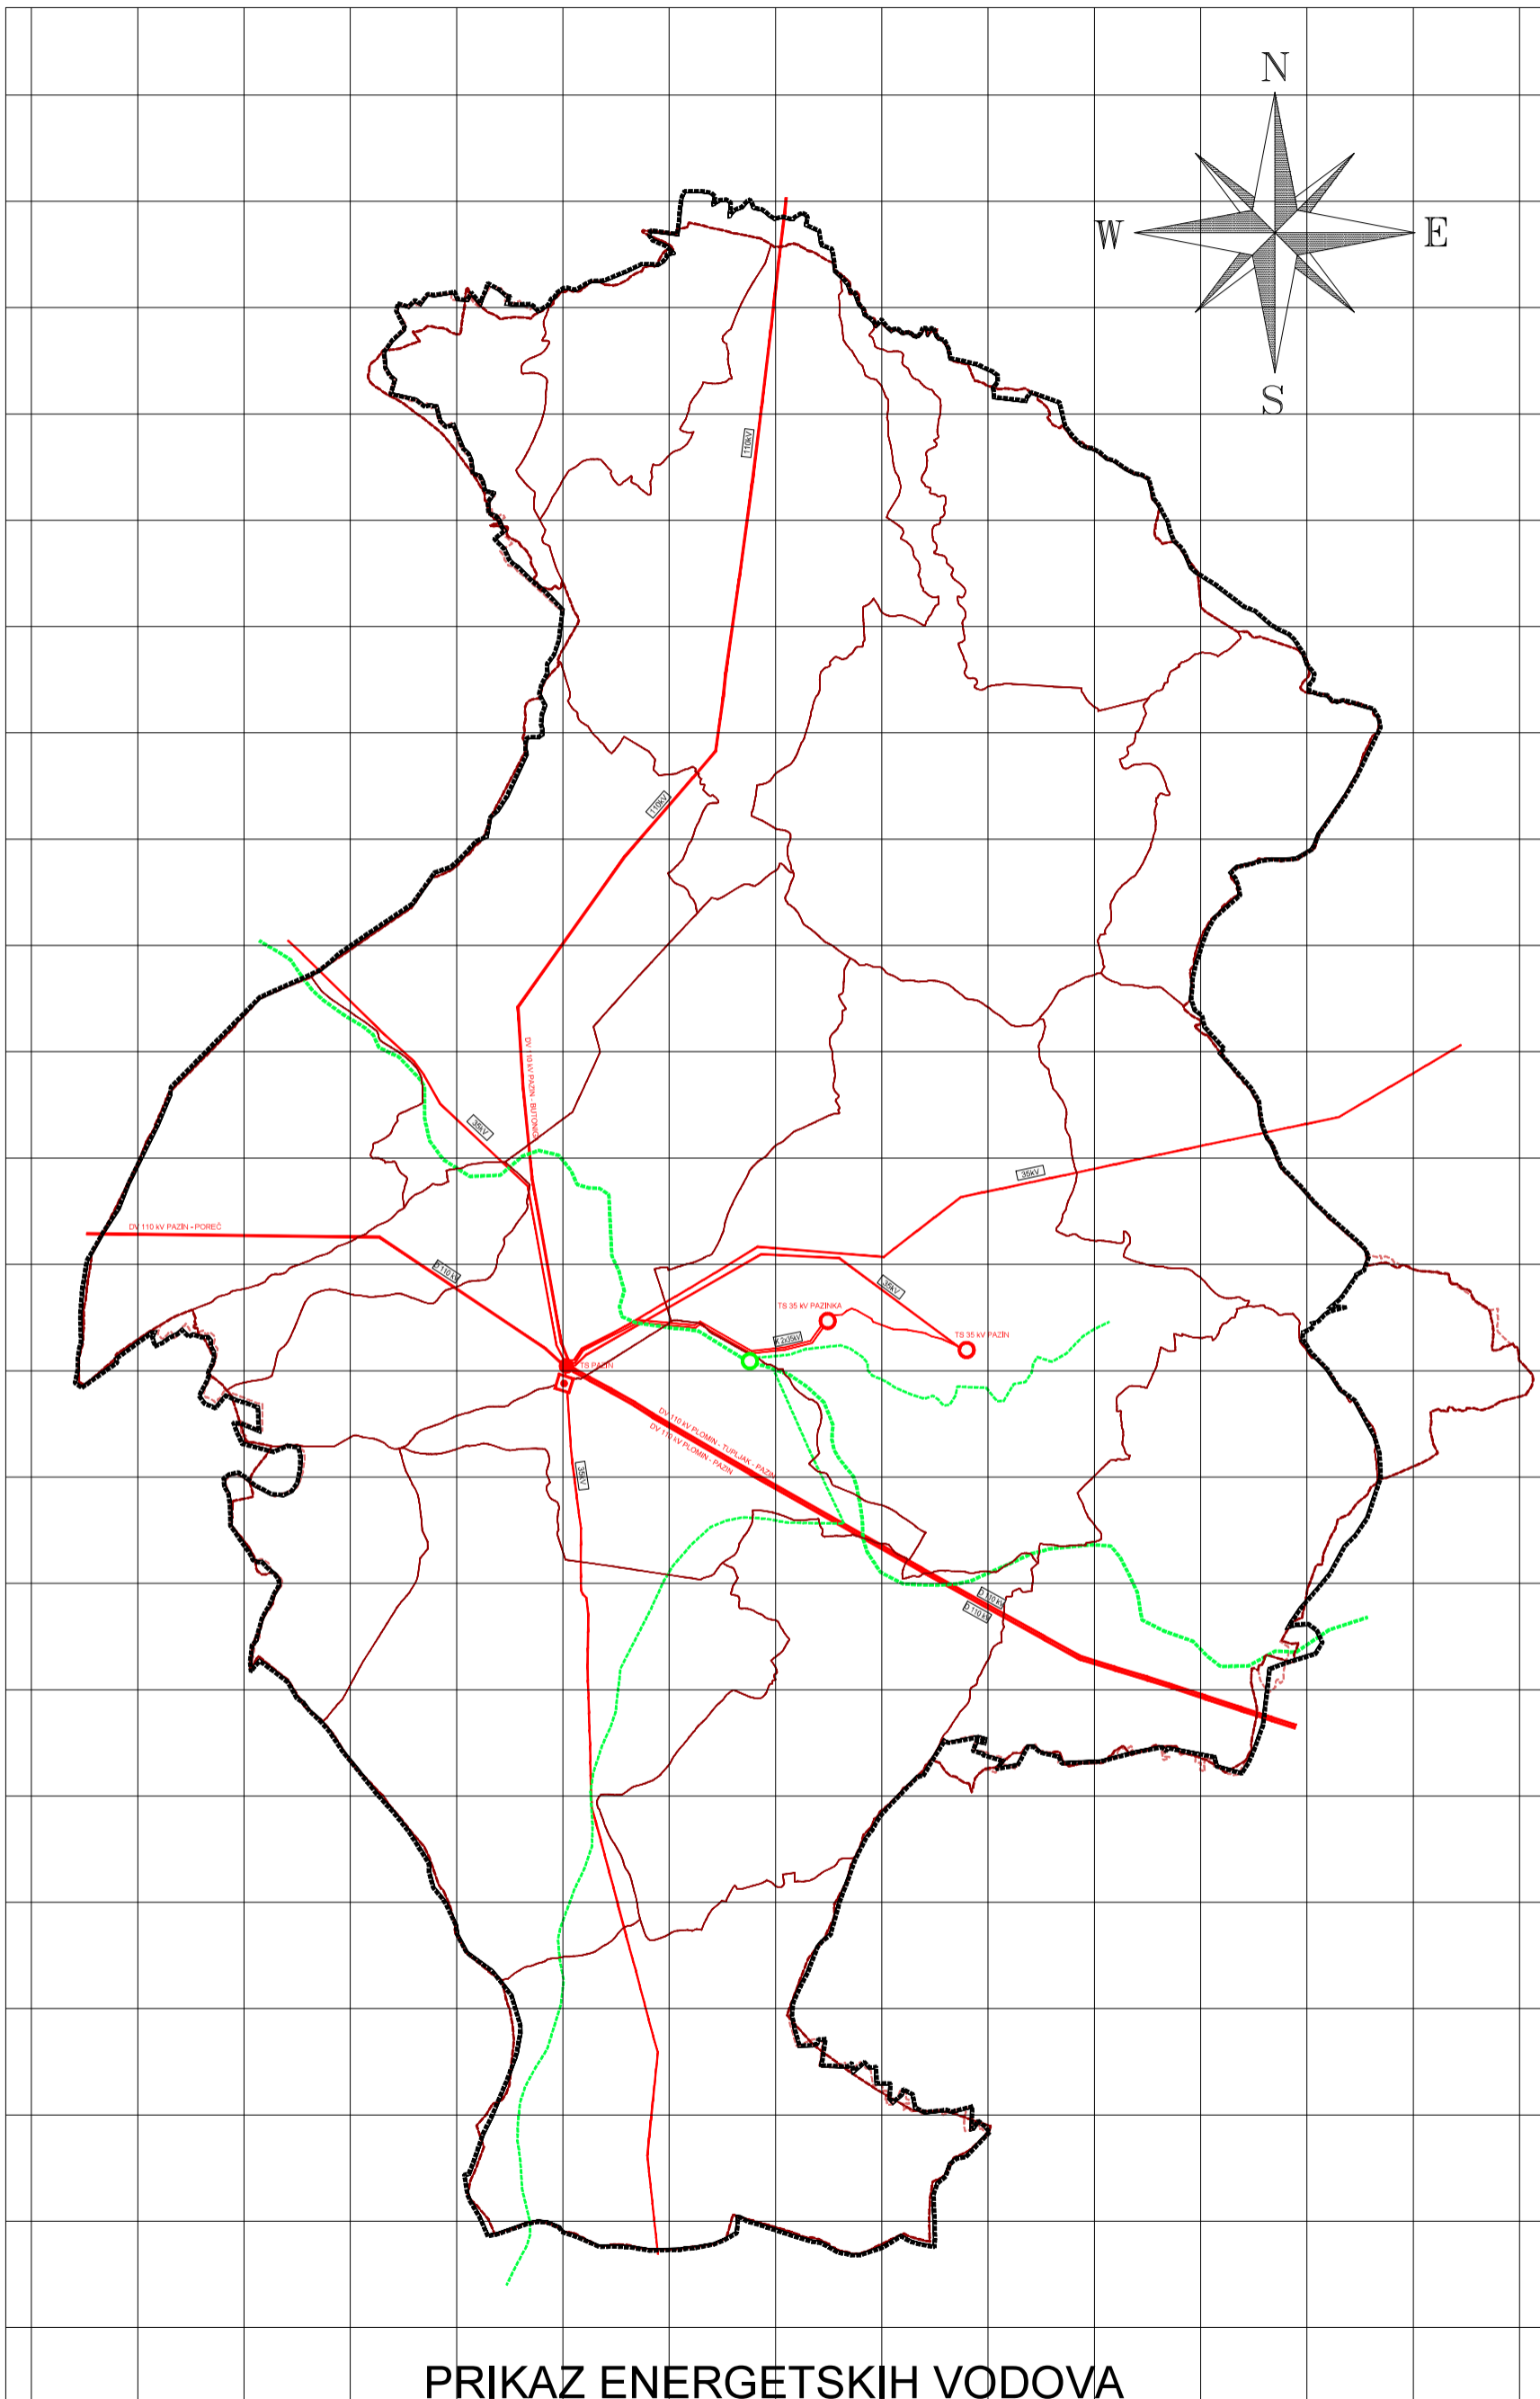 N
W
E
S
110kV
110kV
DV 110 kV PAZIN - BUTONIGA
35kV
35kV
DV 110 kV PAZIN - POREČ
D 110 kV
35kV
TS 35 kV PAZINKA
K 2x35kV
TS 35 kV PAZIN
TS PAZIN
DV 110 kV PLOMIN - TUPLJAK - PAZIN
DV 110 kV PLOMIN - PAZIN
35kV
D 110 kV
D 110 kV
PRIKAZ ENERGETSKIH VODOVA